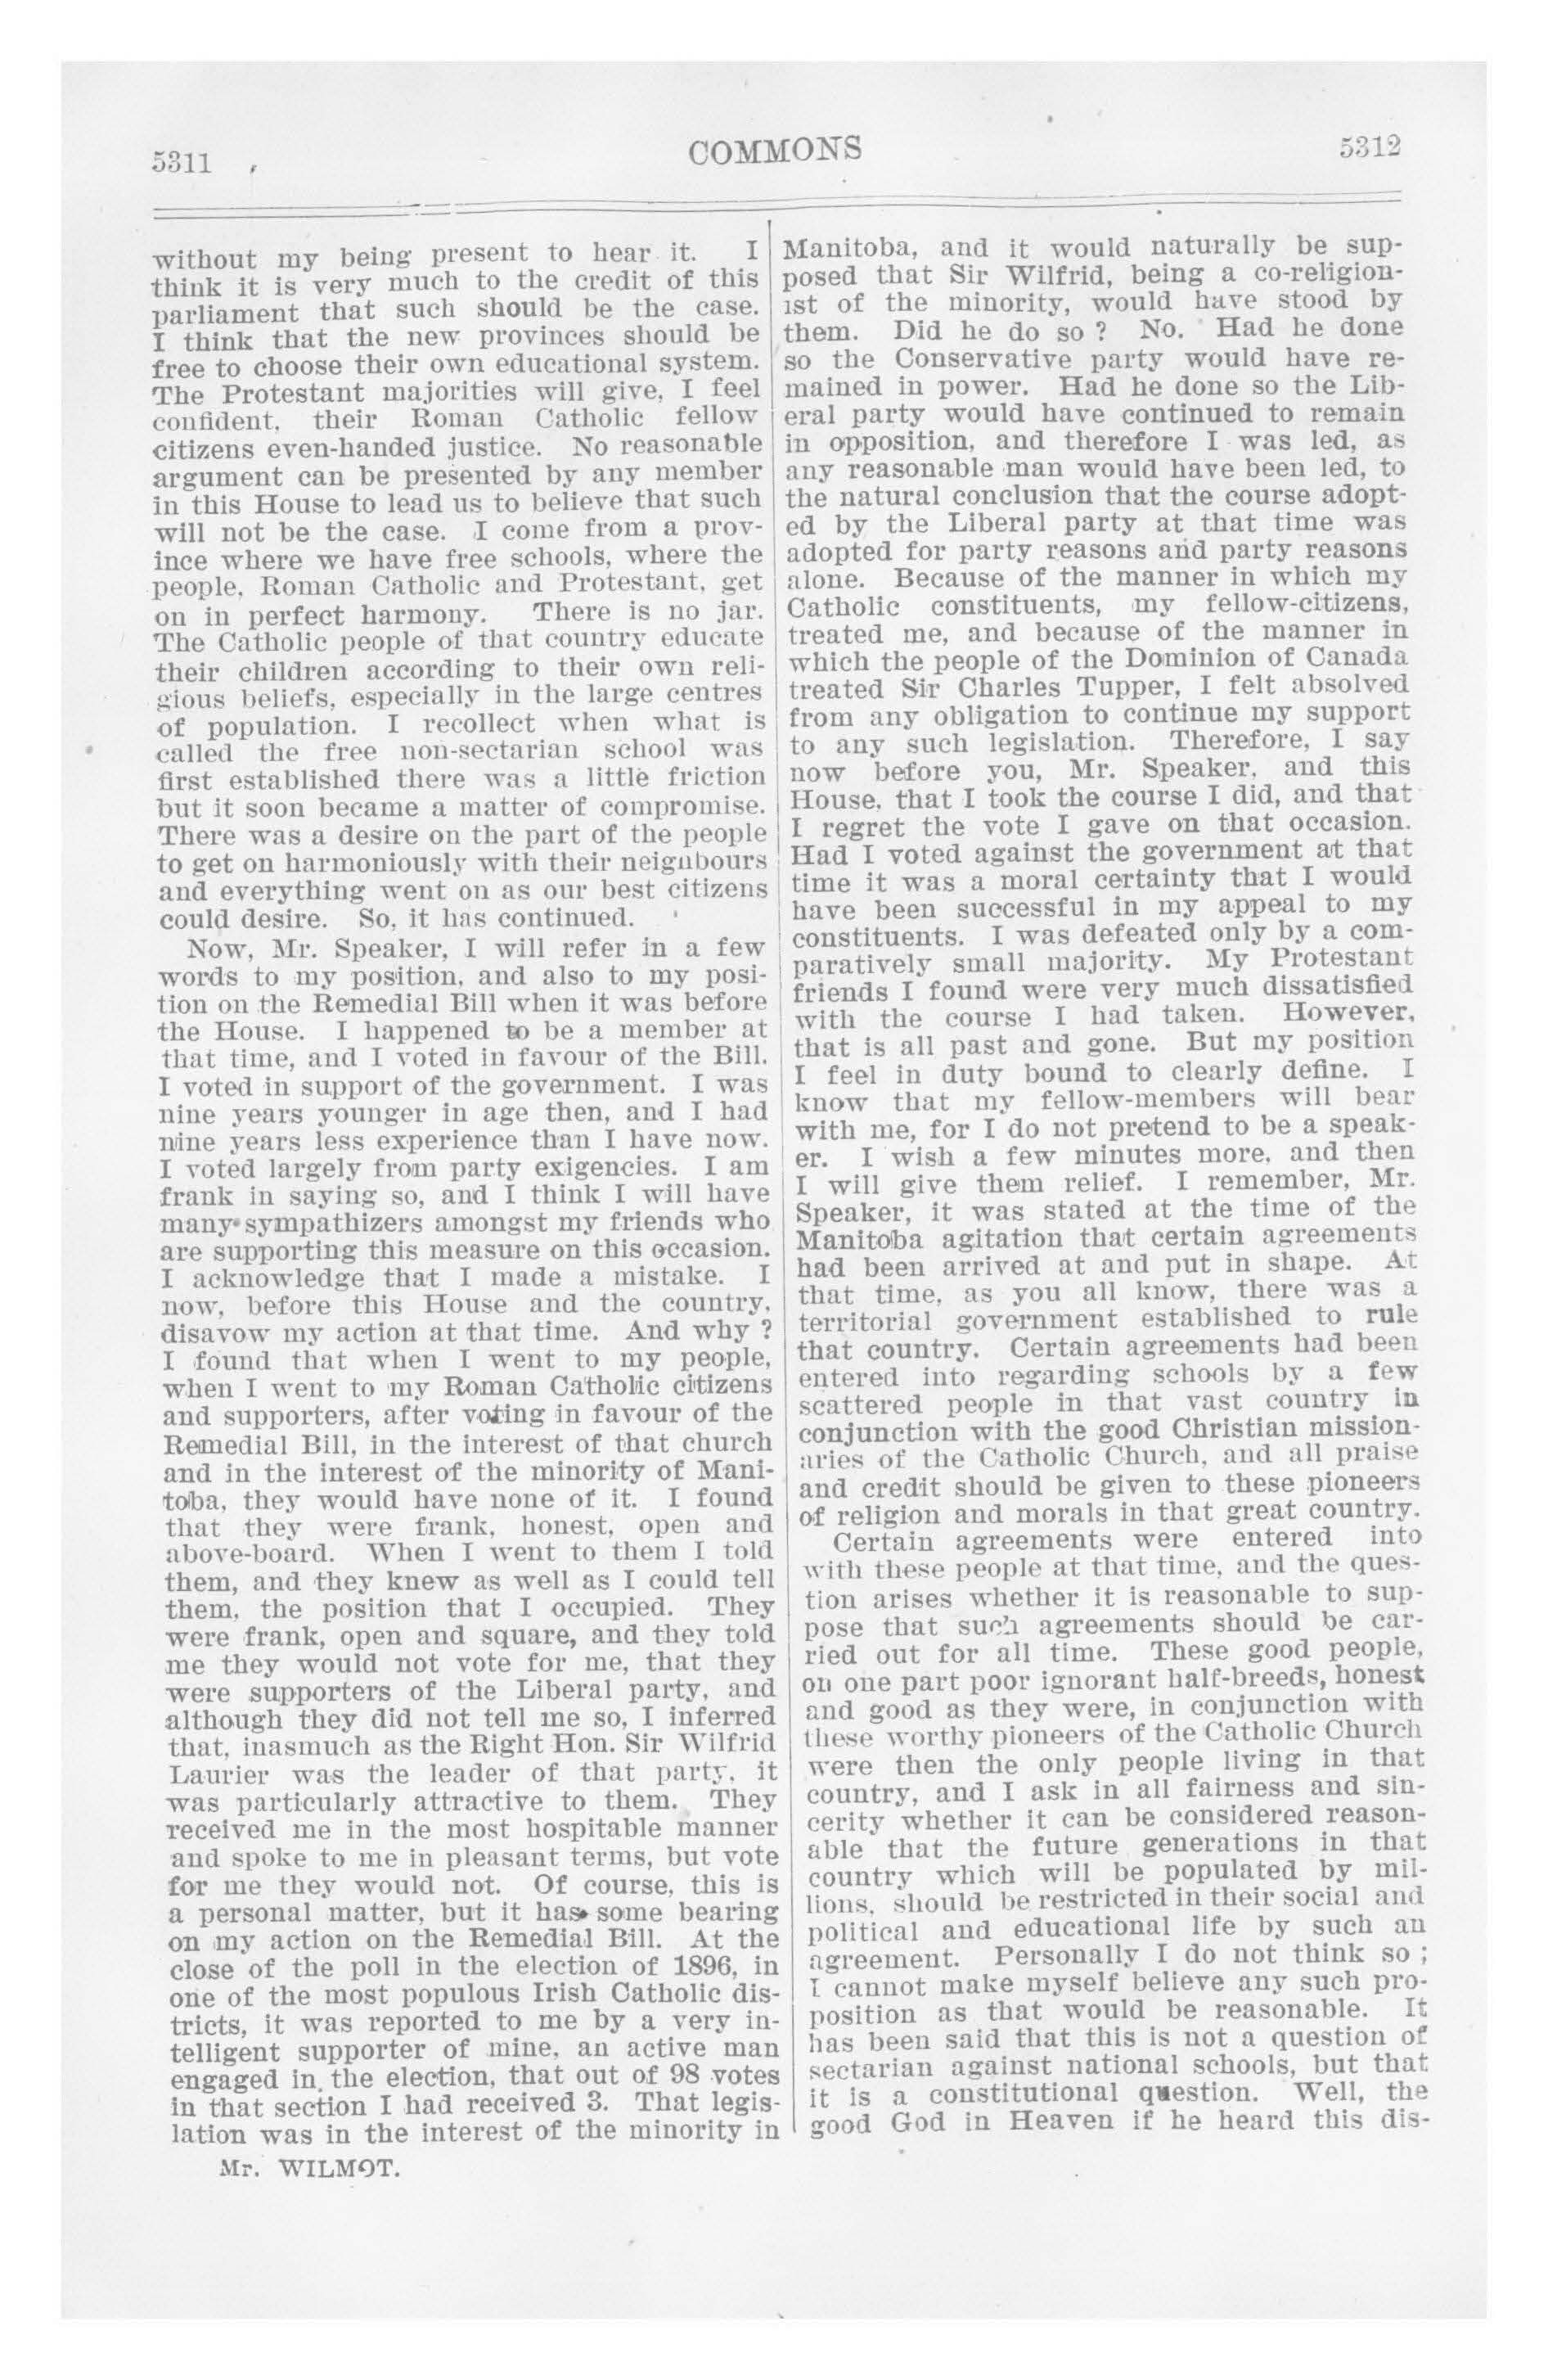 5311
COMMONS
5312
without my being present to hear it. I
think it is very much to the credit of this
parliament that such should be the case.
I think that the new provinces should be
free to choose their own educational system.
The Protestant majorities will give, I feel
confident, their Roman Catholic fellow
citizens even-handed justice. No reasonable
argument can be presented by any member
in this House to lead us to believe that such
will not be the case. I come from a prov-
ince where we have free schools, where the
people, Roman Catholic and Protestant, get
on in perfect harmony. There is no jar.
The Catholic people of that country educate
their children according to their own reli-
gious beliefs, especially in the large centres
of population. I recollect when what is
called the free non-sectarian school was
first established there was a little friction
but it soon became a matter of compromise.
There was a desire on the part of the people
to get on harmoniously with their neighbours
and everything went on as our best citizens
could desire. So, it has continued.
Now, Mr. Speaker, I will refer in a few
words to my position, and also to my posi-
tion on the Remedial Bill when it was before
the House. I happened to be a member at
that time, and I voted in favour of the Bill.
I voted in support of the government. I was
nine years younger in age then, and I had
nine years less experience than I have now.
I voted largely from party exigencies. I am
frank in saying so, and I think I will have
many sympathizers amongst my friends who
are supporting this measure on this occasion.
I acknowledge that I made a mistake. I
now, before this House and the country,
disavow my action at that time. And why ?
I found that when I went to my people,
when I went to my Roman Catholic citizens
and supporters, after voting in favour of the
Remedial Bill, in the interest of that church
and in the interest of the minority of Mani-
toba, they would have none of it. I found
that they were frank, honest, open and
above-board. When I went to them I told
them, and they knew as well as I could tell
them, the position that I occupied. They
were frank, open and square, and they told
me they would not vote for me, that they
were supporters of the Liberal party, and
although they did not tell me so, I inferred
that, inasmuch as the Right Hon. Sir Wilfrid
Laurier was the leader of that party, it
was particularly attractive to them. They
received me in the most hospitable manner
and spoke to me in pleasant terms, but vote
for me they would not. Of course, this is
a personal matter, but it has some bearing
on my action on the Remedial Bill. At the
close of the poll in the election of 1896, in
one of the most populous Irish Catholic dis-
tricts, it was reported to me by a very in-
telligent supporter of mine, an active man
engaged in the election, that out of 98 votes
in that section I had received 3. That legis-
lation was in the interest of the minority in
Mr. WILMOT.
Manitoba, and it would naturally be sup-
posed that Sir Wilfrid, being a co-religion-
ist of the minority, would have stood by
them. Did he do so ? No. Had he done
so the Conservative party would have re-
mained in power. Had he done so the Lib-
eral party would have continued to remain
in opposition, and therefore I was led, as
any reasonable man would have been led, to
the natural conclusion that the course adopt-
ed by the Liberal party at that time was
adopted for party reasons and party reasons
alone. Because of the manner in which my
Catholic constituents, my fellow-citizens,
treated me, and because of the manner in
which the people of the Dominion of Canada
treated Sir Charles Tupper, I felt absolved
from any obligation to continue my support
to any such legislation. Therefore, I say
now before you, Mr. Speaker, and this
House, that I took the course I did, and that
I regret the vote I gave on that occasion.
Had I voted against the government at that
time it was a moral certainty that I would
have been successful in my appeal to my
constituents. I was defeated only by a com-
paratively small majority. My Protestant
friends I found were very much dissatisfied
with the course I had taken. However,
that is all past and gone. But my position
I feel in duty bound to clearly define. I
know that my fellow-members will bear
with me, for I do not pretend to be a speak-
er. I wish a few minutes more, and then
I will give them relief. I remember, Mr.
Speaker, it was stated at the time of the
Manitoba agitation that certain agreements
had been arrived at and put in shape. At
that time, as you all know, there was a
territorial government established to rule
that country. Certain agreements had been
entered into regarding schools by a few
scattered people in that vast country in
conjunction with the good Christian mission-
aries of the Catholic Church, and all praise
and credit should be given to these pioneers
of religion and morals in that great country.
Certain agreements were entered into
with these people at that time, and the ques-
tion arises whether it is reasonable to sup-
pose that such agreements should be car-
ried out for all time. These good people,
on one part poor ignorant half-breeds, honest
and good as they were, in conjunction with
these worthy pioneers of the Catholic Church
were then the only people living in that
country, and I ask in all fairness and sin-
cerity whether it can be considered reason-
able that the future generations in that
country which will be populated by mil-
lions, should be restricted in their social and
political and educational life by such an
agreement. Personally I do not think so ;
I cannot make myself believe any such pro-
position as that would be reasonable. It
has been said that this is not a question of
sectarian against national schools, but that
it is a constitutional question. Well, the
good God in Heaven if he heard this dis-